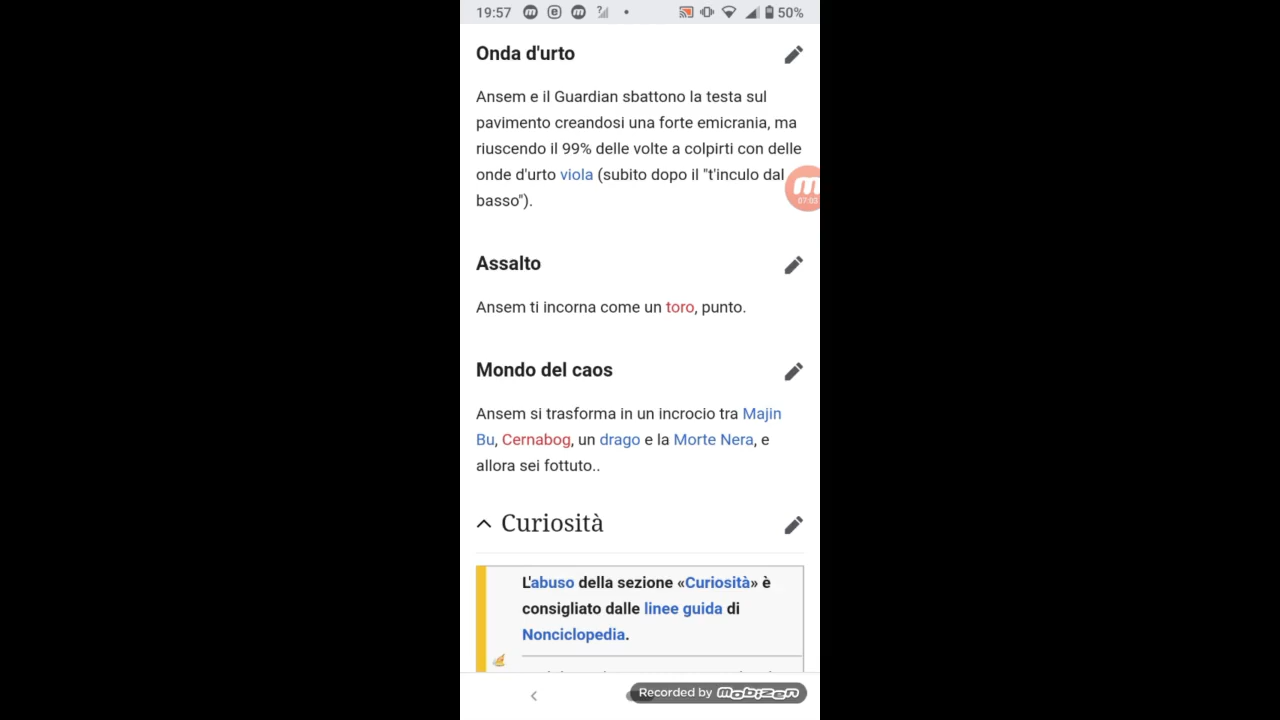 19:57
50%
Onda d'urto
Ansem e il Guardian sbattono la testa sul
pavimento creandosi una forte emicrania, ma
riuscendo il 99% delle volte a colpirti con delle
onde d'urto viola (subito dopo il "t'inculo dal
basso").
07:03
Assalto
Ansem ti incorna come un toro, punto.
Mondo del caos
Ansem si trasforma in un incrocio tra Majin
Bu, Cernabog, un drago e la Morte Nera, e
allora sei fottuto..
Curiosità
L'abuso della sezione «Curiosità» è
consigliato dalle linee guida di
Nonciclopedia.
Recorded by mobizen